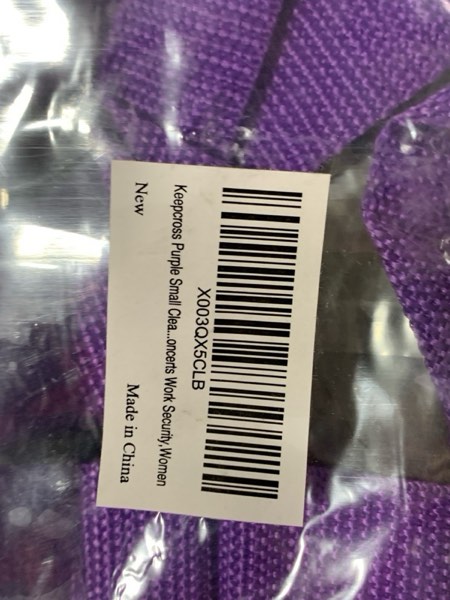 X003QX5CLB
Keepcross Purple Small Clea...oncerts Work Security,Women
New
Made in China